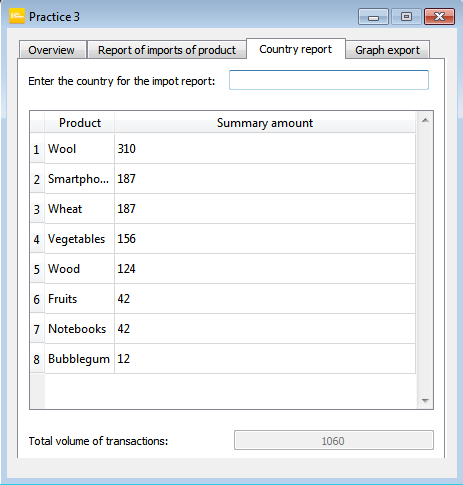 Practice 3
Overview Report of imports of product Country report Graph export
Enter the country for the impot report:
Product Summary amount
1 Wool 310
2 Smartpho... 187
3 Wheat 187
4 Vegetables 156
5 Wood 124
6 Fruits 42
7 Notebooks 42
8 Bubblegum 12
Total volume of transactions: 1060